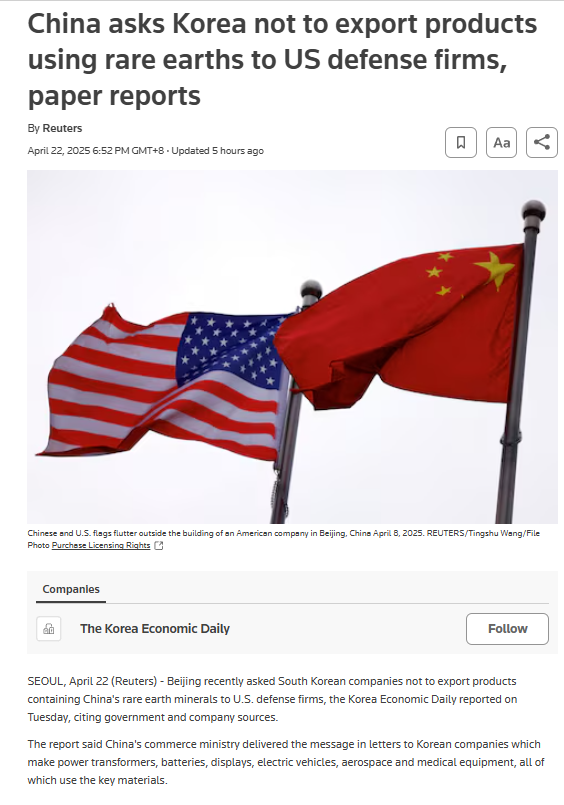 China asks Korea not to export products
using rare earths to US defense firms,
paper reports
By Reuters
April 22, 2025 6:52 PM GMT+8 · Updated 5 hours ago
Aa
Chinese and U.S. flags flutter outside the building of an American company in Beijing, China April 8, 2025. REUTERS/Tingshu Wang/File
Photo Purchase Licensing Rights
Companies
The Korea Economic Daily
Follow
SEOUL, April 22 (Reuters) - Beijing recently asked South Korean companies not to export products
containing China's rare earth minerals to U.S. defense firms, the Korea Economic Daily reported on
Tuesday, citing government and company sources.
The report said China's commerce ministry delivered the message in letters to Korean companies which
make power transformers, batteries, displays, electric vehicles, aerospace and medical equipment, all of
which use the key materials.